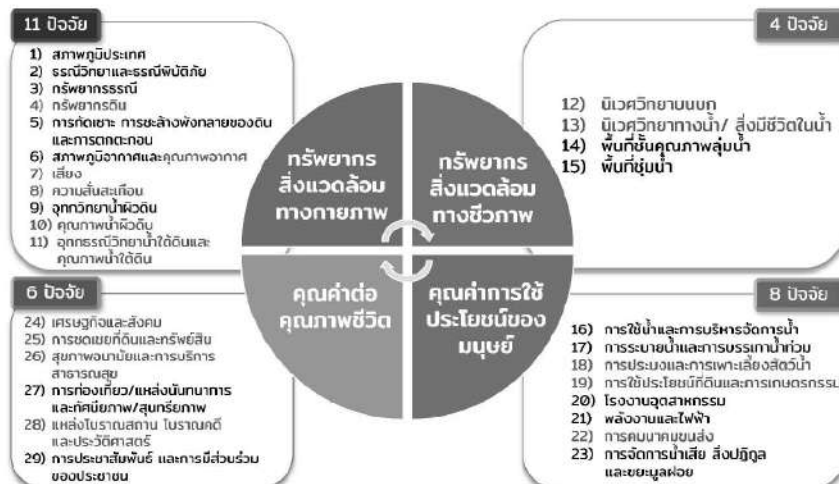 11 ปัจจัย
1) สภาพภูมิประเทศ
2) ธรณีวิทยาและธรณีพิบัติภัย
3) ทรัพยากรธรณี
4) ทรัพยากรดิน
5) การกัดเซาะ การชะล้างพังทลายของดิน
และการตกตะกอน
6) สภาพภูมิอากาศและคุณภาพอากาศ
7) เสียง
8) ความสั่นสะเทือน
9) อุทกวิทยาน้ำผิวดิน
10) คุณภาพน้ำผิวดิน
11) อุทกธรณีวิทยาน้ำใต้ดินและ
คุณภาพน้ำใต้ดิน
ทรัพยากร
สิ่งแวดล้อม
ทางกายภาพ
ทรัพยากร
สิ่งแวดล้อม
ทางชีวภาพ
4 ปัจจัย
12) นิเวศวิทยาบนบก
13) นิเวศวิทยาทางน้ำ/ สิ่งมีชีวิตในน้ำ
14) พื้นที่ชั้นคุณภาพลุ่มน้ำ
15) พื้นที่ชุ่มน้ำ
6 ปัจจัย
24) เศรษฐกิจและสังคม
25) การชดเชยที่ดินและทรัพย์สิน
26) สุขภาพอนามัยและการบริการ
สาธารณสุข
27) การท่องเที่ยว/แหล่งนันทนาการ
และทัศนียภาพ/สุนทรียภาพ
28) แหล่งโบราณสถาน โบราณคดี
และประวัติศาสตร์
29) การประชาสัมพันธ์ และการมีส่วนร่วม
ของประชาชน
คุณค่าต่อ
คุณภาพชีวิต
คุณค่าการใช้
ประโยชน์ของ
มนุษย์
8 ปัจจัย
16) การใช้น้ำและการบริหารจัดการน้ำ
17) การระบายน้ำและการบรรเทาน้ำท่วม
18) การประมงและการเพาะเลี้ยงสัตว์น้ำ
19) การใช้ประโยชน์ที่ดินและการเกษตรกรรม
20) โรงงานอุตสาหกรรม
21) พลังงานและไฟฟ้า
22) การคมนาคมขนส่ง
23) การจัดการน้ำเสีย สิ่งปฏิกูล
และขยะมูลฝอย